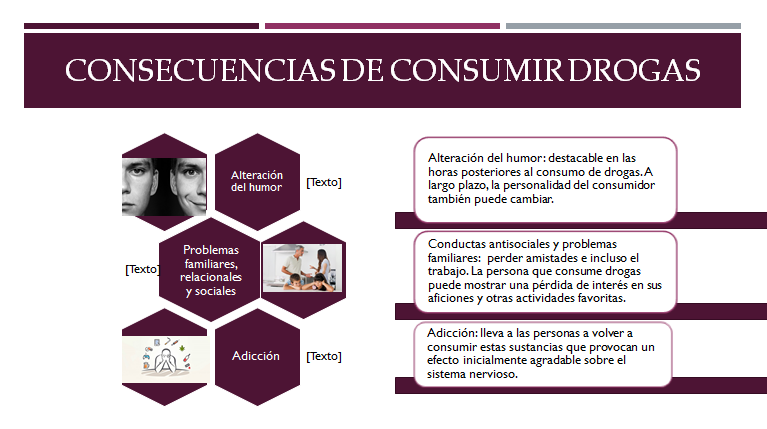 CONSECUENCIAS DE CONSUMIR DROGAS
Alteración
del humor
[Texto]
Problemas
familiares,
relacionales
y sociales
[Texto]
Adicción
[Texto]
Alteración del humor: destacable en las
horas posteriores al consumo de drogas. A
largo plazo, la personalidad del consumidor
también puede cambiar.
Conductas antisociales y problemas
familiares: perder amistades e incluso el
trabajo. La persona que consume drogas
puede mostrar una pérdida de interés en sus
aficiones y otras actividades favoritas.
Adicción: lleva a las personas a volver a
consumir estas sustancias que provocan un
efecto inicialmente agradable sobre el
sistema nervioso.